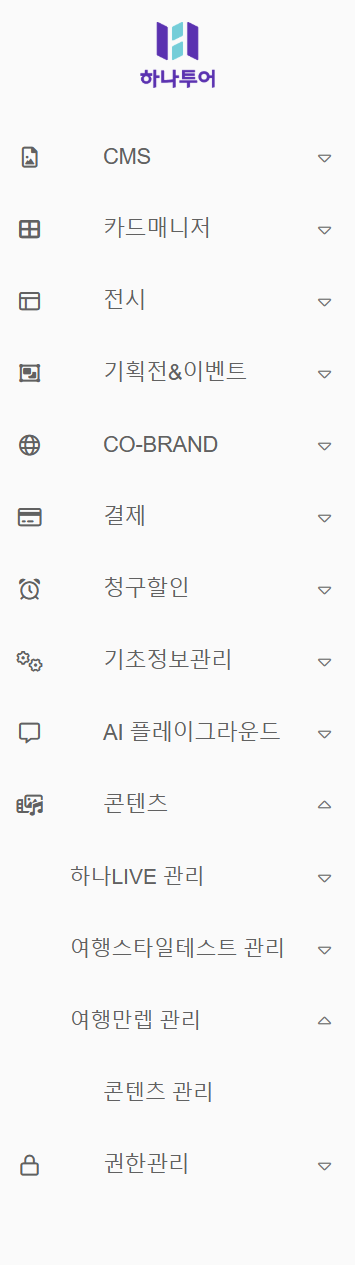 하나투어
CMS
카드매니저
전시
기획전&이벤트
CO-BRAND
결제
청구할인
기초정보관리
AI 플레이그라운드
콘텐츠
하나LIVE 관리
여행스타일테스트 관리
여행만렙 관리
콘텐츠 관리
권한관리